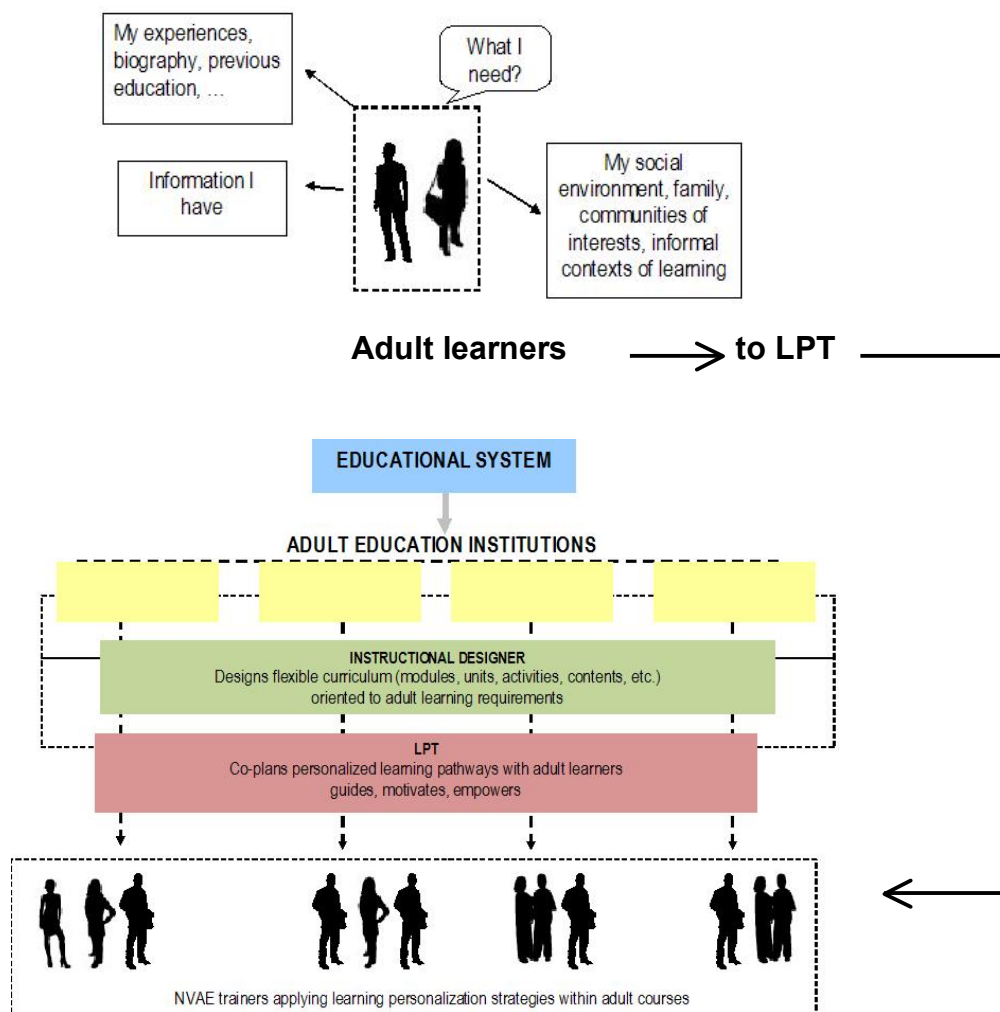 My experiences,
biography, previous
education, ...
What I
need?
Information I
have
My social
environment, family,
communities of
interests, informal
contexts of learning
Adult learners
to LPT
EDUCATIONAL SYSTEM
ADULT EDUCATION INSTITUTIONS
INSTRUCTIONAL DESIGNER
Designs flexible curriculum (modules, units, activities, contents, etc.)
oriented to adult learning requirements
LPT
Co-plans personalized learning pathways with adult learners
guides, motivates, empowers
NVAE trainers applying learning personalization strategies within adult courses